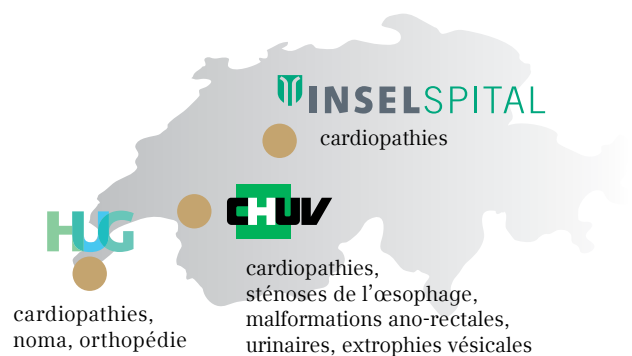 INSELSPITAL
cardiopathies
HUG
CHUV
cardiopathies,
noma, orthopédie
cardiopathies,
sténoses de l’œsophage,
malformations ano-rectales,
urinaires, extrophies vésicales